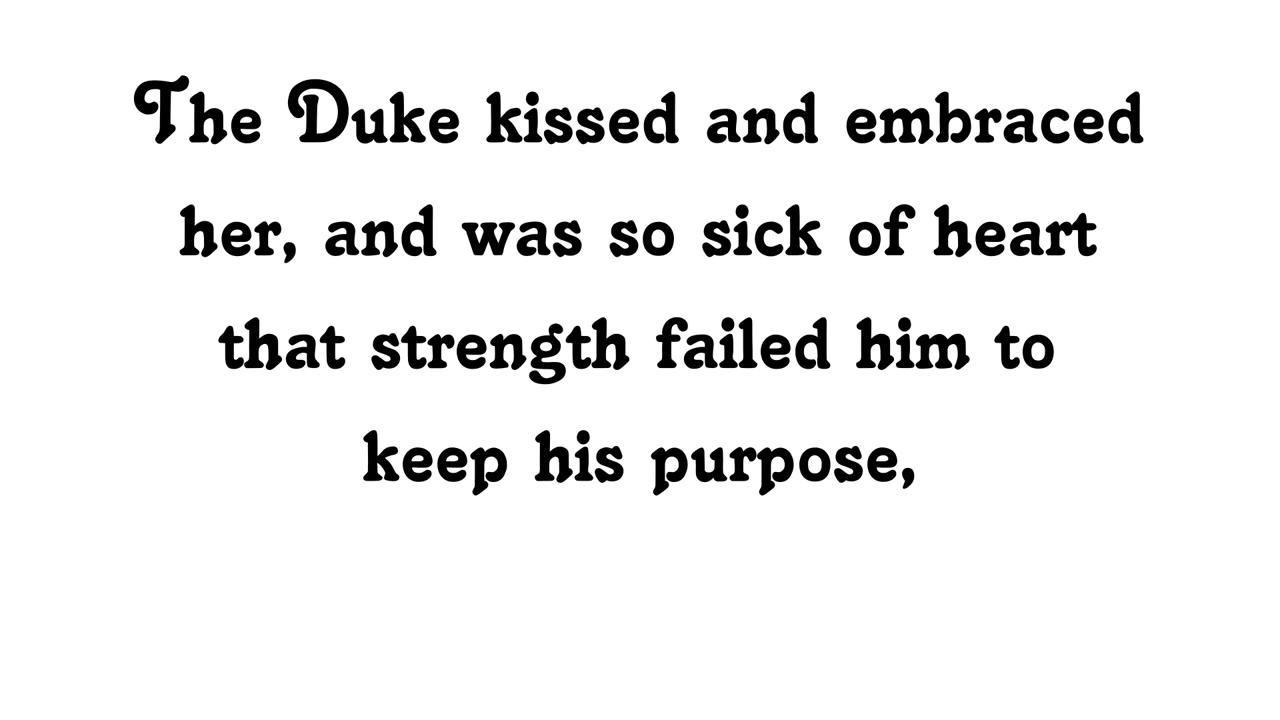 The Duke kissed and embraced
her, and was so sick of heart
that strength failed him to
keep his purpose,